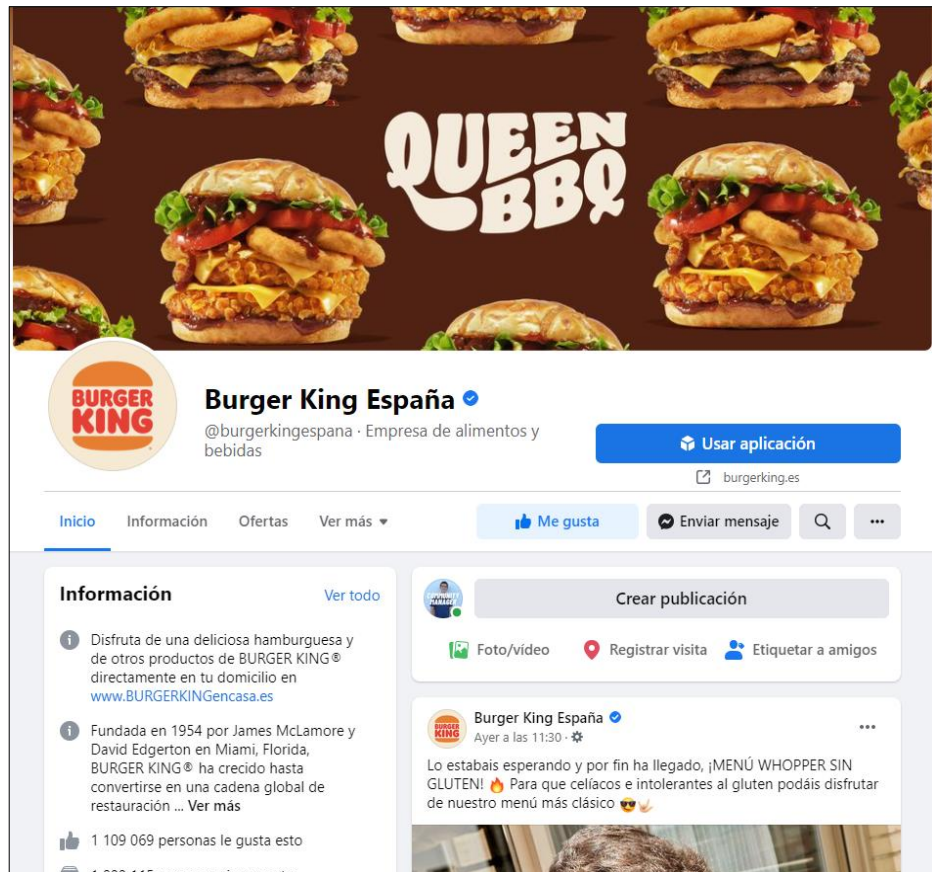 QUEEN
BBQ
BURGER
KING
Burger King España
@burgerkingespana · Empresa de alimentos y
bebidas
Usar aplicación
burgerking.es
Inicio
Información
Ofertas
Ver más
Me gusta
Enviar mensaje
Información
Ver todo
Disfruta de una deliciosa hamburguesa y
de otros productos de BURGER KING®
directamente en tu domicilio en
www.BURGERKINGencasa.es
Fundada en 1954 por James McLamore y
David Edgerton en Miami, Florida,
BURGER KING® ha crecido hasta
convertirse en una cadena global de
restauración ... Ver más
1 109 069 personas le gusta esto
COMMUNITY
MANAGER
Crear publicación
Foto/vídeo
Registrar visita
Etiquetar a amigos
BURGER
KING
Burger King España
Ayer a las 11:30 ·
Lo estabais esperando y por fin ha llegado, ¡MENÚ WHOPPER SIN
GLUTEN! 🔥 Para que celíacos e intolerantes al gluten podáis disfrutar
de nuestro menú más clásico 😎🤟